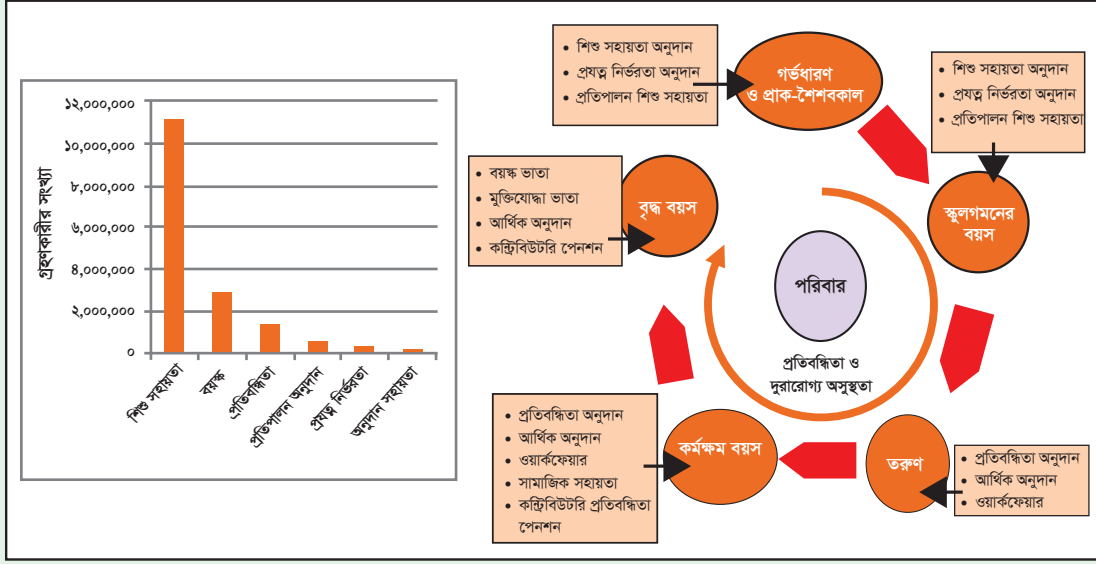 ১২,০০০,০০০
১০,০০০,০০০
৮,০০০,০০০
৬,০০০,০০০
৪,০০০,০০০
২,০০০,০০০
০
গ্রহণকারীর সংখ্যা
শিশু সহায়তা
বয়স্ক
প্রতিবন্ধিতা
প্রতিপালন অনুদান
প্রযত্ন নির্ভরতা
অনুদান সহায়তা
• শিশু সহায়তা অনুদান
• প্রযত্ন নির্ভরতা অনুদান
• প্রতিপালন শিশু সহায়তা
গর্ভধারণ
ও প্রাক-শৈশবকাল
• শিশু সহায়তা অনুদান
• প্রযত্ন নির্ভরতা অনুদান
• প্রতিপালন শিশু সহায়তা
স্কুলগমনের
বয়স
• বয়স্ক ভাতা
• মুক্তিযোদ্ধা ভাতা
• আর্থিক অনুদান
• কন্ট্রিবিউটরি পেনশন
বৃদ্ধ বয়স
পরিবার
প্রতিবন্ধিতা ও
দুরারোগ্য অসুস্থতা
• প্রতিবন্ধিতা অনুদান
• আর্থিক অনুদান
• ওয়ার্কফেয়ার
• সামাজিক সহায়তা
• কন্ট্রিবিউটরি প্রতিবন্ধিতা
পেনশন
কর্মক্ষম বয়স
তরুণ
• প্রতিবন্ধিতা অনুদান
• আর্থিক অনুদান
• ওয়ার্কফেয়ার